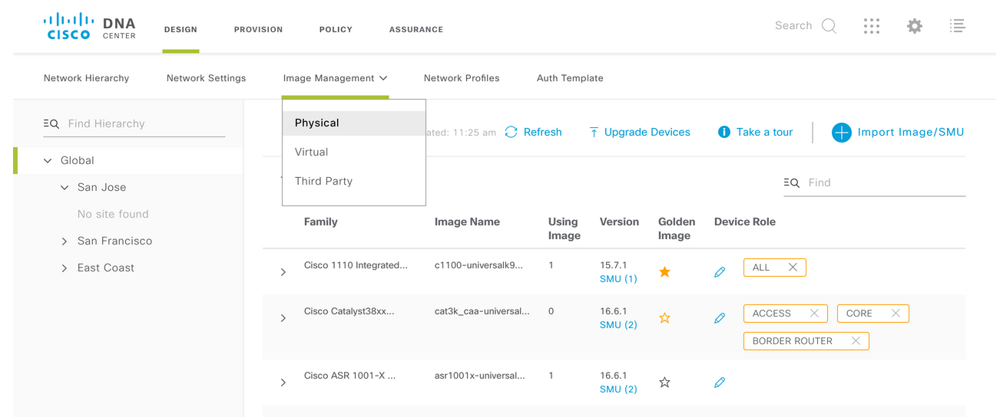 CISCO DNA CENTER
DESIGN PROVISION POLICY ASSURANCE
Search
Network Hierarchy Network Settings Image Management Network Profiles Auth Template
Find Hierarchy
Global
San Jose
No site found
San Francisco
East Coast
Physical
Virtual
Third Party
ated: 11:25 am Refresh Upgrade Devices Take a tour Import Image/SMU
Find
Family Image Name Using Image Version Golden Image Device Role
Cisco 1110 Integrated... c1100-universalk9... 1 15.7.1 ALL
SMU (1)
Cisco Catalyst38xx... cat3k_caa-universal... 0 16.6.1 ACCESS CORE
SMU (2)
BORDER ROUTER
Cisco ASR 1001-X ... asr1001x-universal... 1 16.6.1
SMU (2)